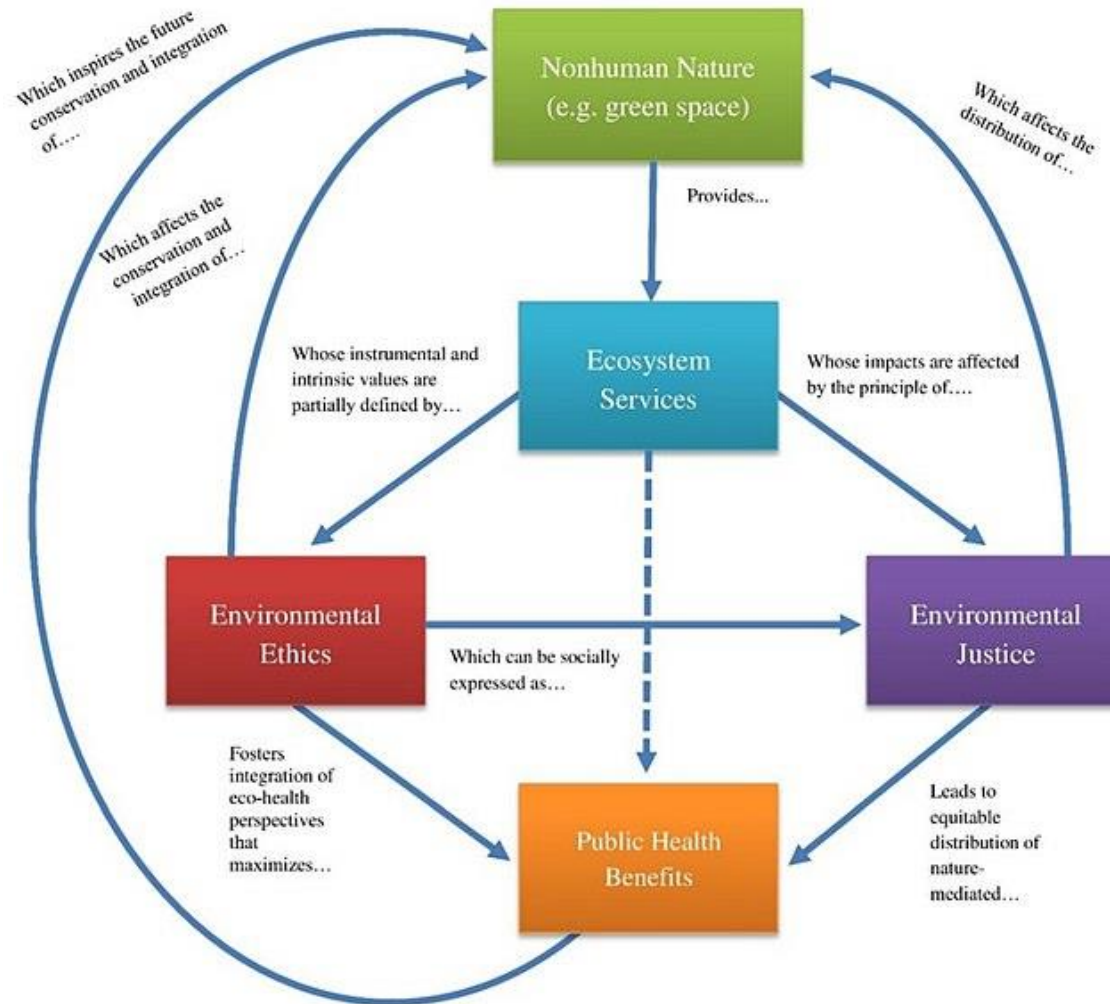 Which inspires the future
conservation and integration
of….
Nonhuman Nature
(e.g. green space)
Which affects the
distribution of…
Provides...
Which affects the
conservation and
integration of…
Whose instrumental and
intrinsic values are
partially defined by…
Ecosystem
Services
Whose impacts are affected
by the principle of….
Environmental
Ethics
Which can be socially
expressed as…
Environmental
Justice
Fosters
integration of
eco-health
perspectives
that
maximizes…
Public Health
Benefits
Leads to
equitable
distribution of
nature-
mediated…